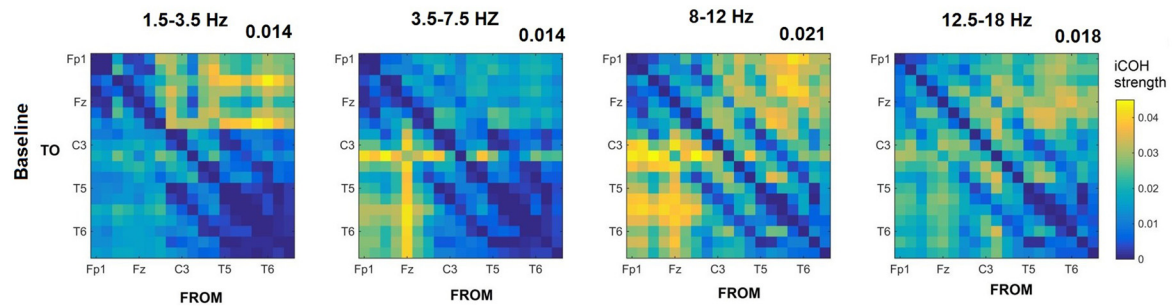 1.5-3.5 Hz
0.014
3.5-7.5 HZ
0.014
8-12 Hz
0.021
12.5-18 Hz
0.018
Baseline
TO
Fp1
Fz
C3
T5
T6
Fp1 Fz C3 T5 T6
FROM
Fp1
Fz
C3
T5
T6
Fp1 Fz C3 T5 T6
FROM
Fp1
Fz
C3
T5
T6
Fp1 Fz C3 T5 T6
FROM
Fp1
Fz
C3
T5
T6
Fp1 Fz C3 T5 T6
FROM
iCOH
strength
0.04
0.03
0.02
0.01
0